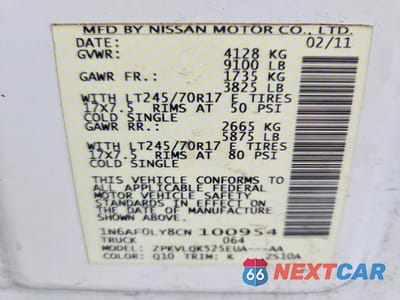 MFD BY NISSAN MOTOR CO., LTD.
DATE: 02/11
GVWR: 4128 KG
9100 LB
GAWR FR.: 1735 KG
3825 LB
WITH LT245/70R17 E TIRES
17x7.5 RIMS AT 50 PSI
COLD SINGLE
GAWR RR: 2665 KG
5875 LB
WITH LT245/70R17 E TIRES
17x7.5 RIMS AT 80 PSI
COLD SINGLE
THIS VEHICLE CONFORMS TO
ALL APPLICABLE FEDERAL
MOTOR VEHICLE SAFETY
STANDARDS IN EFFECT ON THE
DATE OF MANUFACTURE
SHOWN ABOVE.
1N6AF0LY8CN100954
TRUCK 064
MODEL: ZPKVLQK525EUA----AA
COLOR: Q10 TRIM: K 2510A
66 NEXTCAR